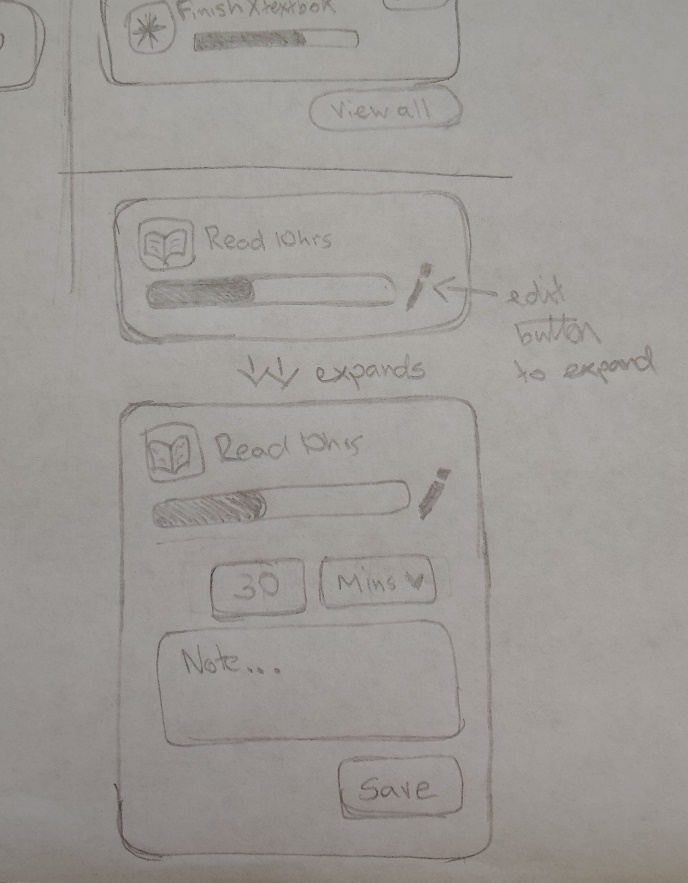 Finish X textbook
View all
Read 10hrs
edit
button
to expand
expands
Read 10hrs
30
Mins
Note...
Save